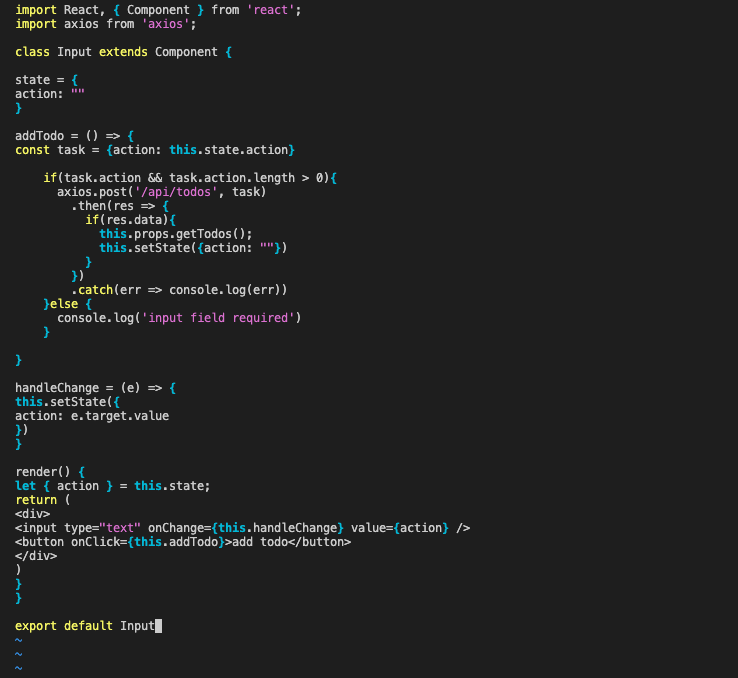 import React, { Component } from 'react';
import axios from 'axios';

class Input extends Component {

state = {
action: ""
}

addTodo = () => {
const task = {action: this.state.action}

    if(task.action && task.action.length > 0){
      axios.post('/api/todos', task)
        .then(res => {
          if(res.data){
            this.props.getTodos();
            this.setState({action: ""})
          }
        })
        .catch(err => console.log(err))
    }else {
      console.log('input field required')
    }

}

handleChange = (e) => {
this.setState({
action: e.target.value
})
}

render() {
let { action } = this.state;
return (
<div>
<input type="text" onChange={this.handleChange} value={action} />
<button onClick={this.addTodo}>add todo</button>
</div>
)
}
}

export default Input
~
~
~